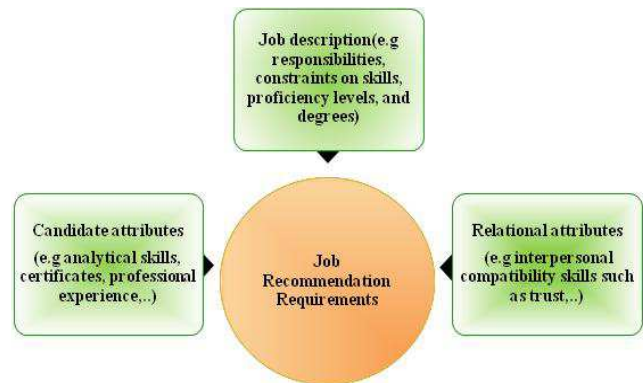 Job description(e.g
responsibilities,
constraints on skills,
proficiency levels, and
degrees)
Candidate attributes
(e.g analytical skills,
certificates, professional
experience,..)
Job
Recommendation
Requirements
Relational attributes
(e.g interpersonal
compatibility skills such
as trust,..)